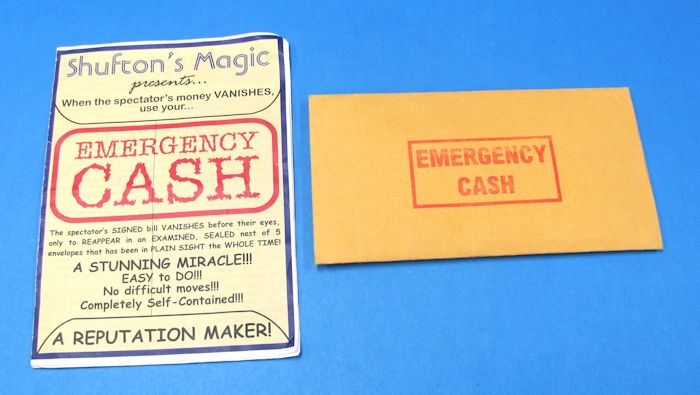 Shufton's Magic
presents...
When the spectator's money VANISHES,
use your...
EMERGENCY
CASH
The spectator's SIGNED bill VANISHES before their eyes,
only to REAPPEAR in an EXAMINED, SEALED nest of 5
envelopes that has been in PLAIN SIGHT the WHOLE TIME!
A STUNNING MIRACLE!!!
EASY to DO!!!
No difficult moves!!!
Completely Self-Contained!!!
A REPUTATION MAKER!
EMERGENCY
CASH